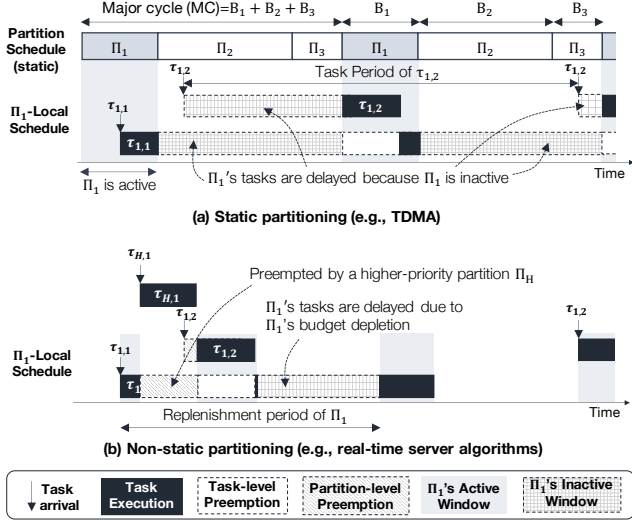 Major cycle (MC)=B1 + B2 + B3 B1 B2 B3
Partition
Schedule
(static)
Π1 Π2 Π3 Π1 Π2 Π3
τ1,2 Task Period of τ1,2 τ1,2
Π1-Local
Schedule
τ1,1 τ1,2
τ1,1
Π1 is active Π1's tasks are delayed because Π1 is inactive Time
(a) Static partitioning (e.g., TDMA)
τH,1
Preempted by a higher-priority partition ΠH
τH,1
τ1,2 Π1's tasks are delayed due to
Π1's budget depletion
τ1,2
Π1-Local
Schedule
τ1,1 τ1,2
τ1
Replenishment period of Π1 Time
(b) Non-static partitioning (e.g., real-time server algorithms)
Task
arrival
Task
Execution
Task-level
Preemption
Partition-level
Preemption
Π1's Active
Window
Π1's Inactive
Window